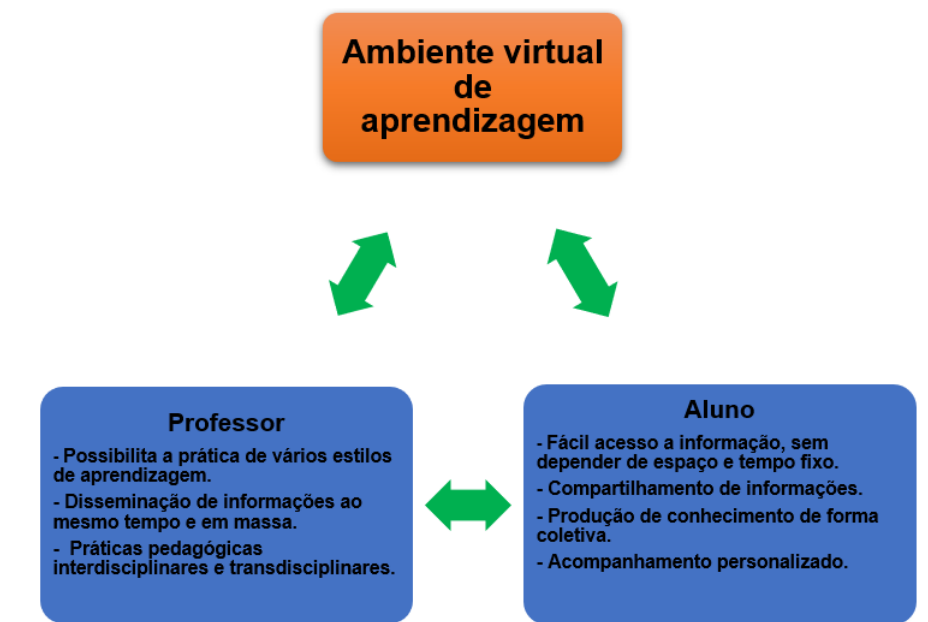 Ambiente virtual
de
aprendizagem
Professor
- Possibilita a prática de vários estilos
de aprendizagem.
- Disseminação de informações ao
mesmo tempo e em massa.
- Práticas pedagógicas
interdisciplinares e transdisciplinares.
Aluno
- Fácil acesso a informação, sem
depender de espaço e tempo fixo.
- Compartilhamento de informações.
- Produção de conhecimento de forma
coletiva.
- Acompanhamento personalizado.